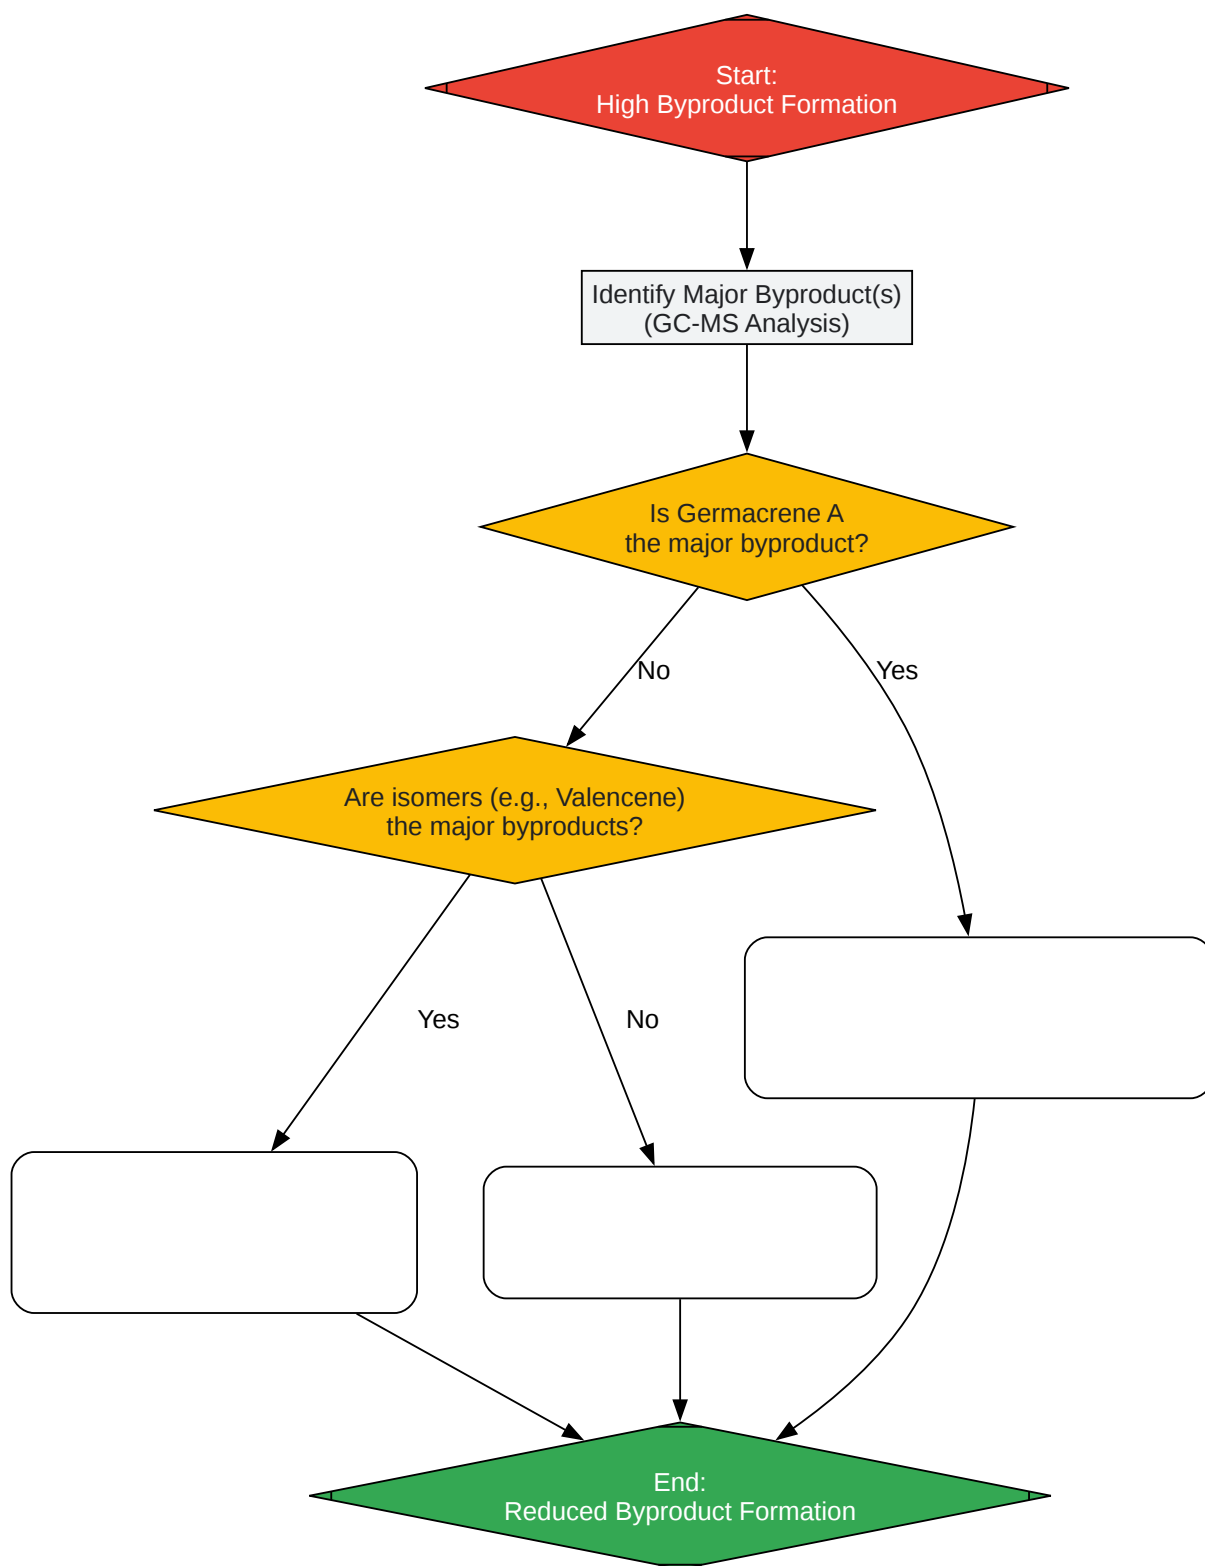 Start:
High Byproduct Formation
Identify Major Byproduct(s)
(GC-MS Analysis)
Is Germacrene A
the major byproduct?
No
Yes
Are isomers (e.g., Valencene)
the major byproducts?
Yes
No
End:
Reduced Byproduct Formation